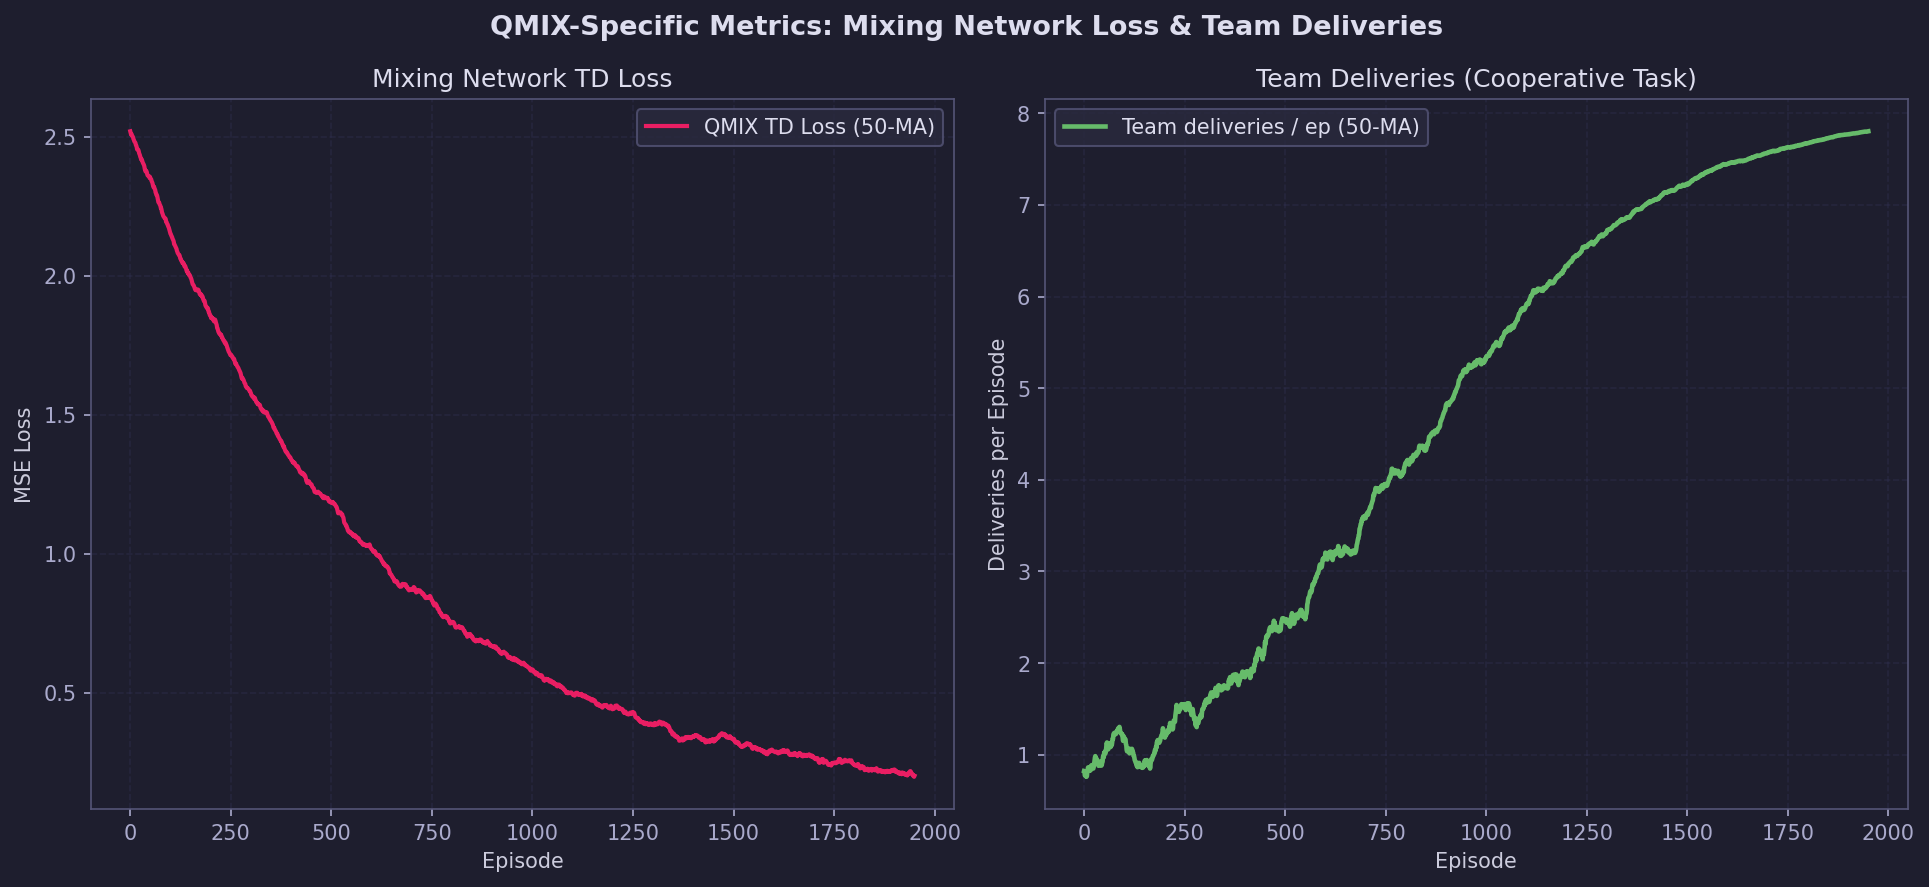 QMIX-Specific Metrics: Mixing Network Loss & Team Deliveries
Mixing Network TD Loss
QMIX TD Loss (50-MA)
MSE Loss
2.5
2.0
1.5
1.0
0.5
0 250 500 750 1000 1250 1500 1750 2000
Episode
Team Deliveries (Cooperative Task)
Team deliveries / ep (50-MA)
Deliveries per Episode
8
7
6
5
4
3
2
1
0 250 500 750 1000 1250 1500 1750 2000
Episode